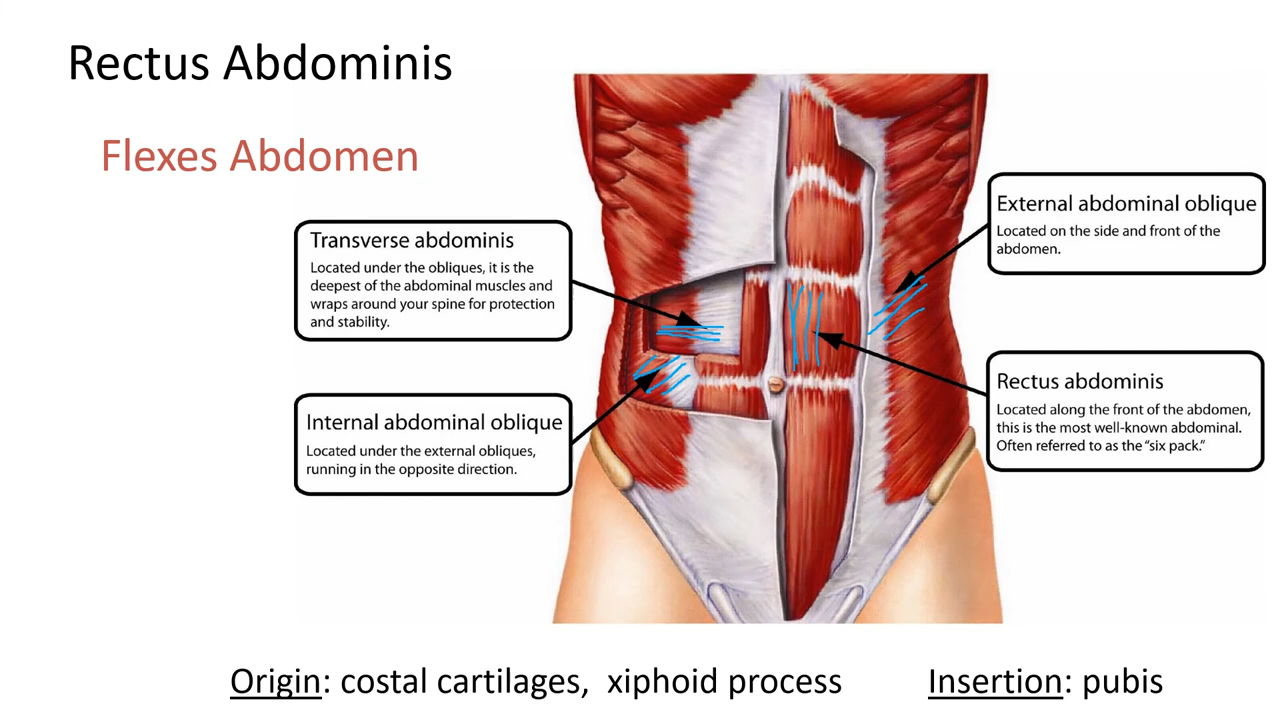 Rectus Abdominis
Flexes Abdomen
Transverse abdominis
Located under the obliques, it is the
deepest of the abdominal muscles and
wraps around your spine for protection
and stability.
Internal abdominal oblique
Located under the external obliques,
running in the opposite direction.
External abdominal oblique
Located on the side and front of the
abdomen.
Rectus abdominis
Located along the front of the abdomen,
this is the most well-known abdominal.
Often referred to as the “six pack.”
Origin: costal cartilages, xiphoid process
Insertion: pubis